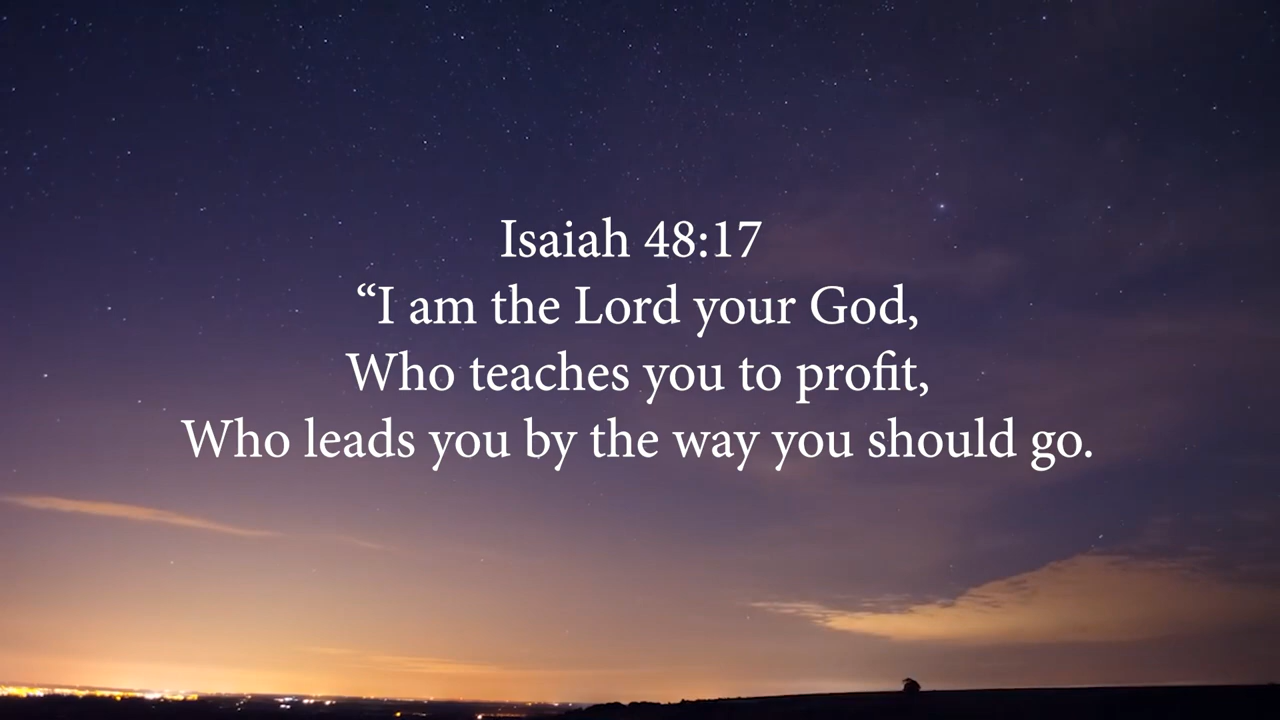 Isaiah 48:17
“I am the Lord your God,
Who teaches you to profit,
Who leads you by the way you should go.